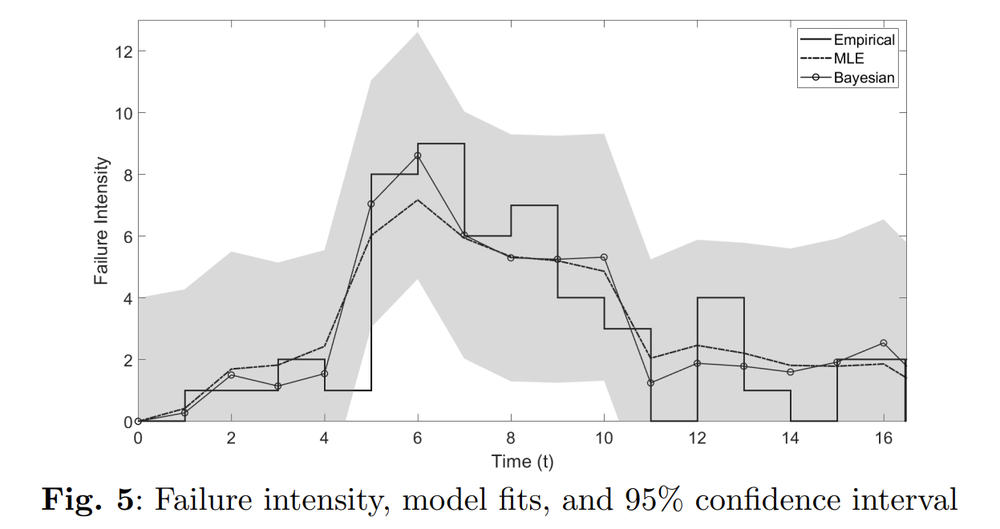 12
10
8
6
4
2
0
Failure Intensity
Empirical
MLE
Bayesian
0 2 4 6 8 10 12 14 16
Time (t)
Fig. 5: Failure intensity, model fits, and 95% confidence interval